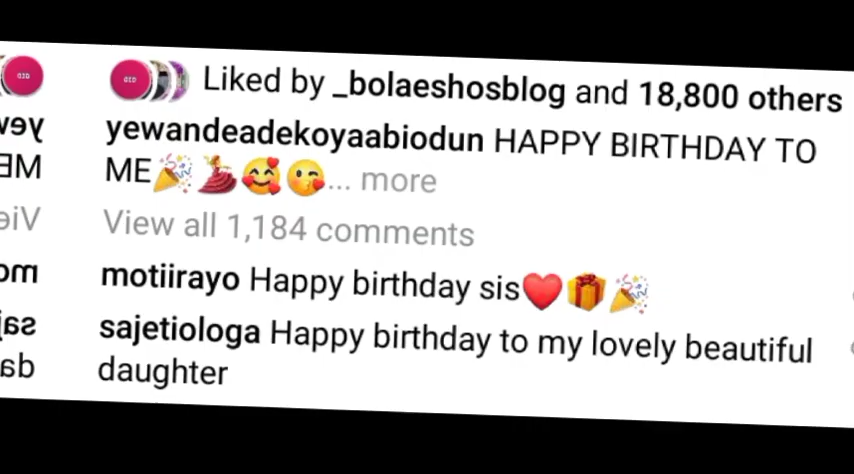 Liked by _bolaeshosblog and 18,800 others
yewandeadekoyaabiodun HAPPY BIRTHDAY TO
ME🎉💃🥰😘... more
View all 1,184 comments
motiirayo Happy birthday sis❤️🎁🎉
sajetiologa Happy birthday to my lovely beautiful
daughter